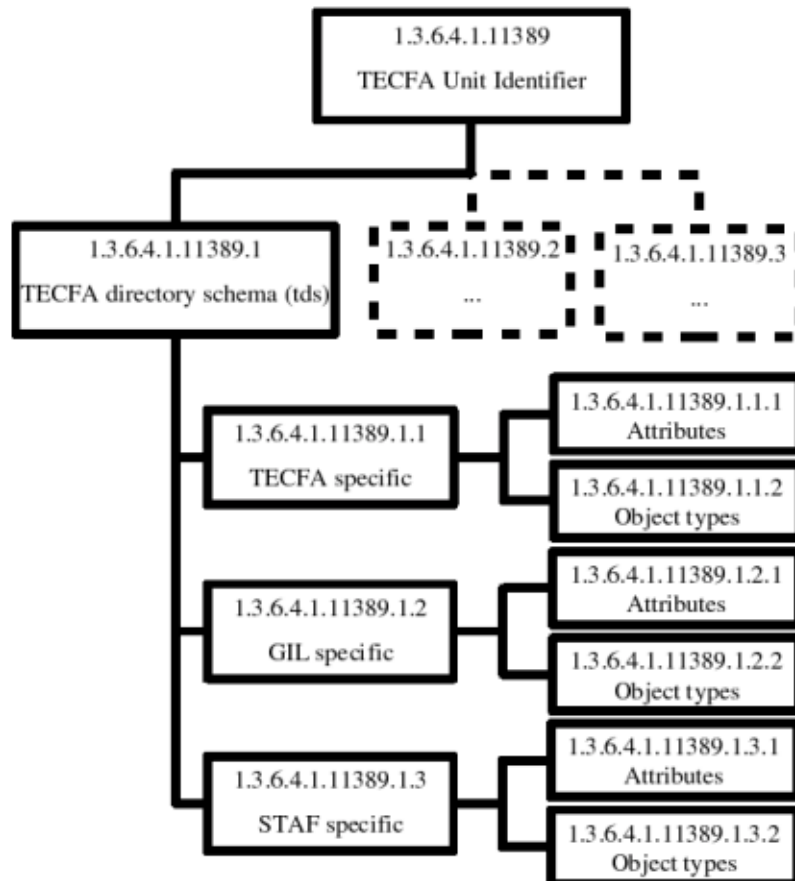 1.3.6.4.1.11389
TECFA Unit Identifier
1.3.6.4.1.11389.1
TECFA directory schema (tds)
1.3.6.4.1.11389.2
...
1.3.6.4.1.11389.3
...
1.3.6.4.1.11389.1.1
TECFA specific
1.3.6.4.1.11389.1.1.1
Attributes
1.3.6.4.1.11389.1.1.2
Object types
1.3.6.4.1.11389.1.2
GIL specific
1.3.6.4.1.11389.1.2.1
Attributes
1.3.6.4.1.11389.1.2.2
Object types
1.3.6.4.1.11389.1.3
STAF specific
1.3.6.4.1.11389.1.3.1
Attributes
1.3.6.4.1.11389.1.3.2
Object types